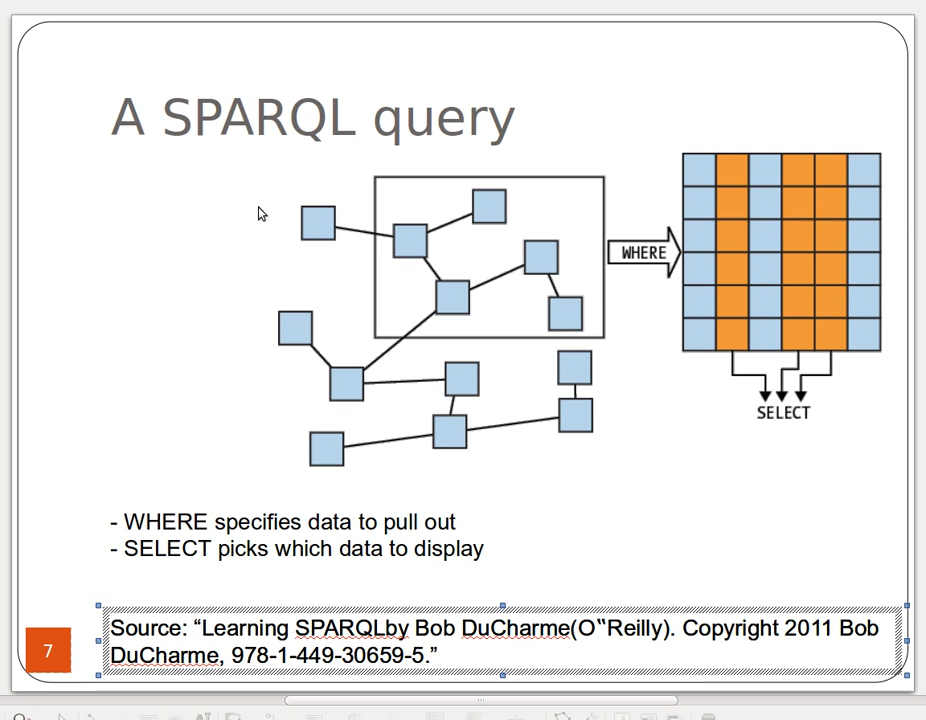 A SPARQL query
WHERE
SELECT
- WHERE specifies data to pull out
- SELECT picks which data to display
Source: “Learning SPARQLby Bob DuCharme(O‟Reilly). Copyright 2011 Bob
DuCharme, 978-1-449-30659-5.”
7